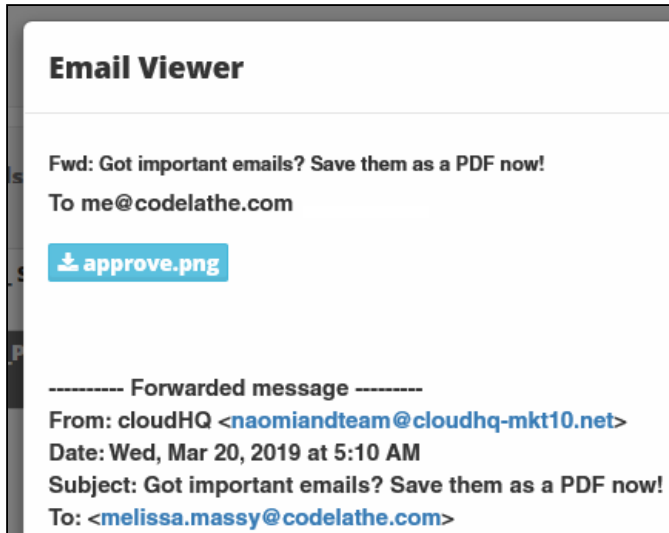 Email Viewer
Fwd: Got important emails? Save them as a PDF now!
To me@codelathe.com
approve.png
---------- Forwarded message ---------
From: cloudHQ <naomiandteam@cloudhq-mkt10.net>
Date: Wed, Mar 20, 2019 at 5:10 AM
Subject: Got important emails? Save them as a PDF now!
To: <melissa.massy@codelathe.com>